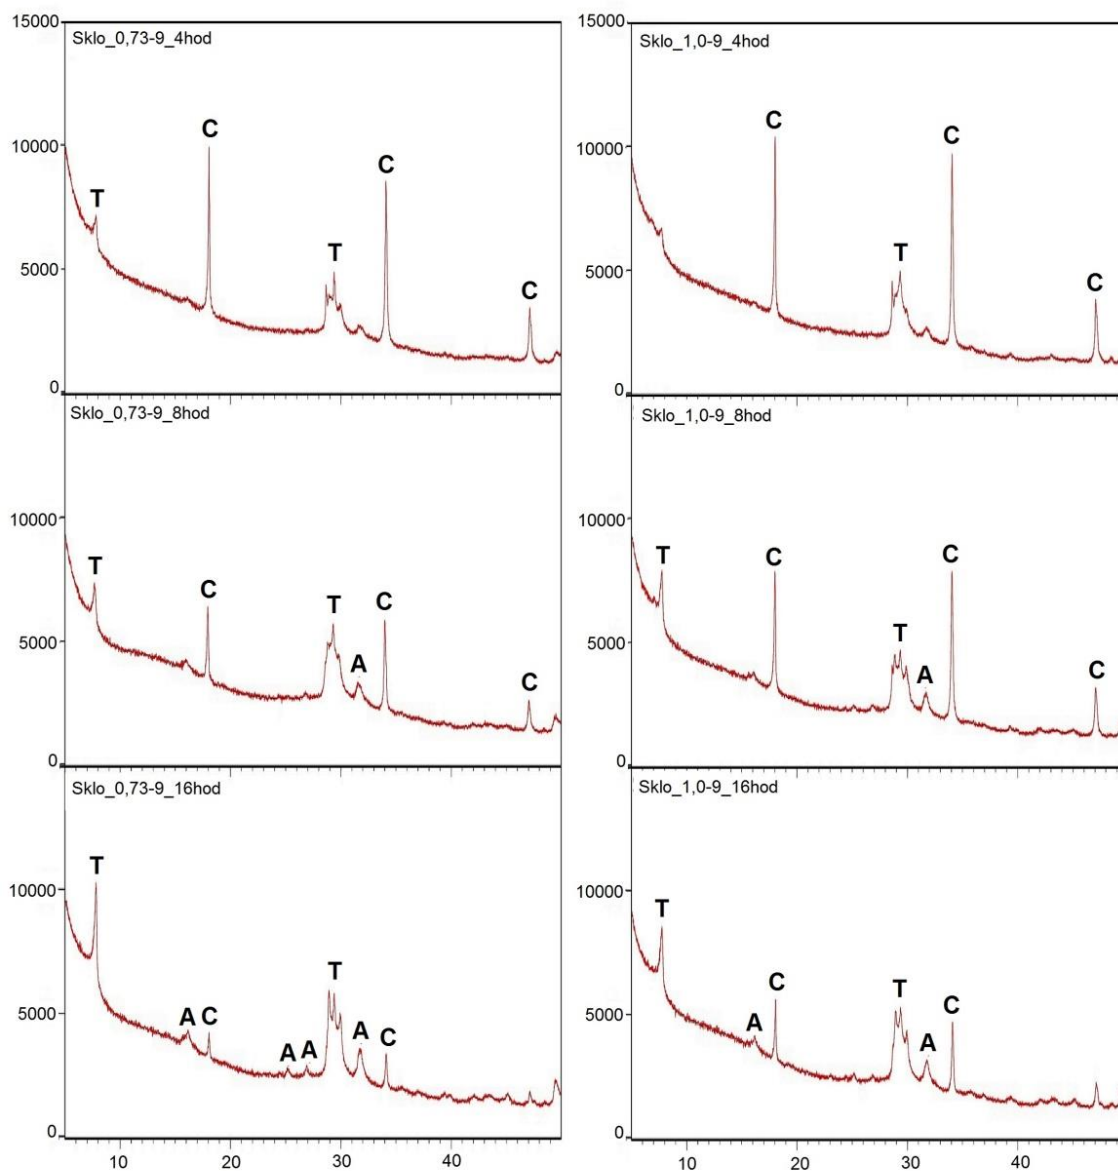 Sklo_0,73-9_4hod
15000
10000
5000
0
T
C
T
C
C
Sklo_1,0-9_4hod
15000
10000
5000
0
C
T
C
C
Sklo_0,73-9_8hod
10000
5000
0
T
C
T
A
C
C
Sklo_1,0-9_8hod
10000
5000
0
T
C
T
A
C
C
Sklo_0,73-9_16hod
10000
5000
0
T
A
C
A
A
T
A
C
10 20 30 40
Sklo_1,0-9_16hod
10000
5000
0
T
A
C
T
A
C
10 20 30 40